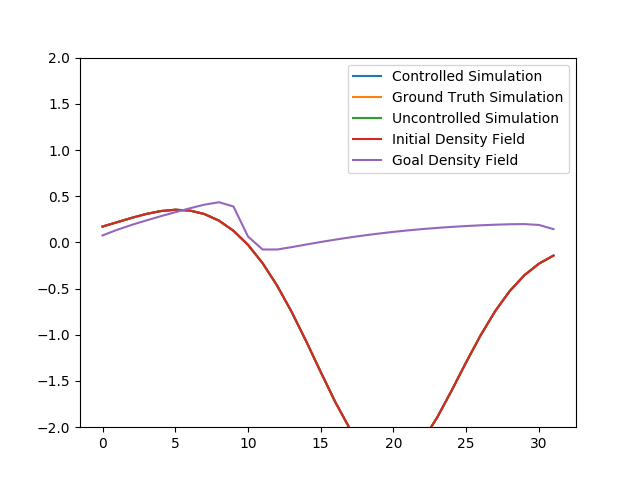 2.0
1.5
1.0
0.5
0.0
−0.5
−1.0
−1.5
−2.0
0 5 10 15 20 25 30
Controlled Simulation
Ground Truth Simulation
Uncontrolled Simulation
Initial Density Field
Goal Density Field